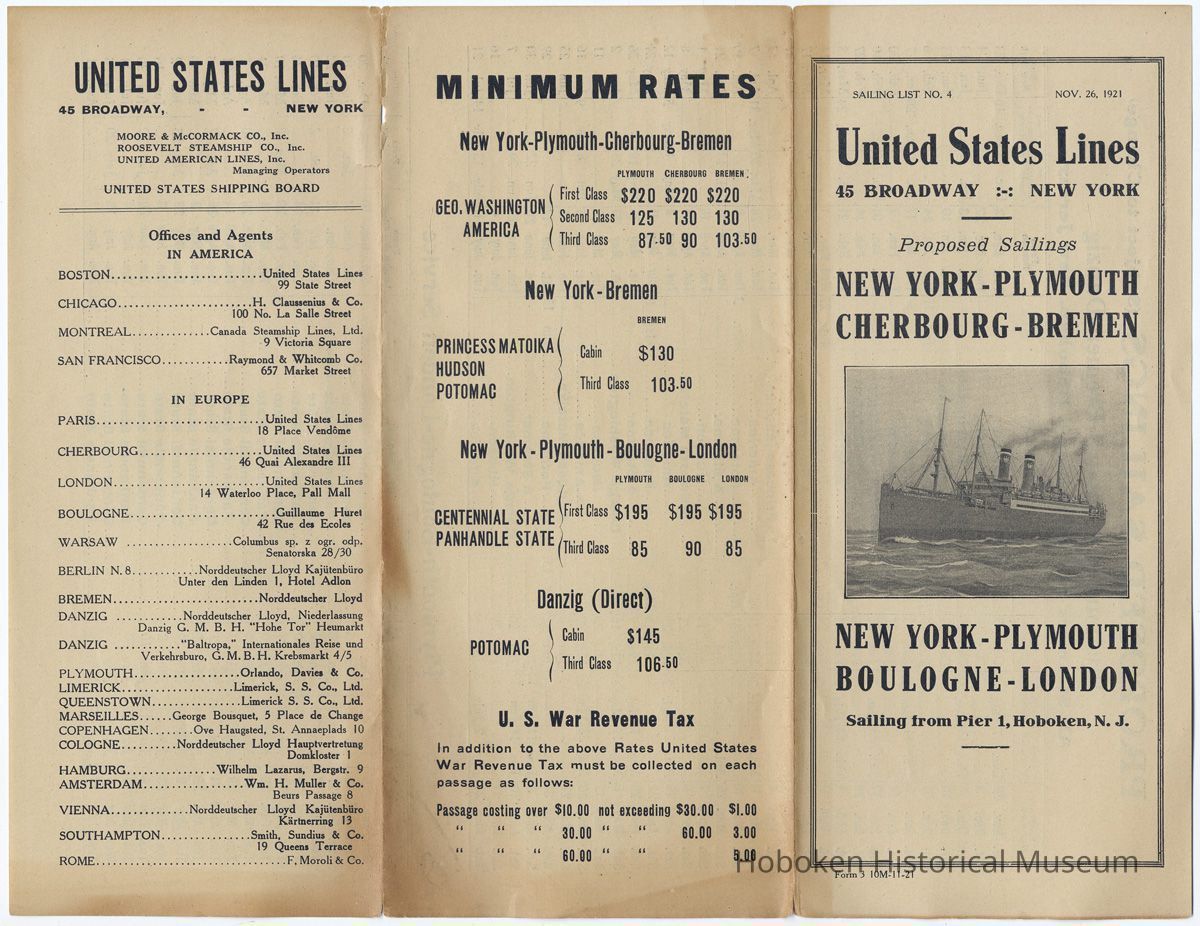 UNITED STATES LINES
45 BROADWAY, - - NEW YORK
MOORE & McCORMACK CO., Inc.
ROOSEVELT STEAMSHIP CO., Inc.
UNITED AMERICAN LINES, Inc.
Managing Operators
UNITED STATES SHIPPING BOARD
Offices and Agents
IN AMERICA
BOSTON..........................United States Lines
99 State Street
CHICAGO.......................H. Claussenius & Co.
100 No. La Salle Street
MONTREAL.............Canada Steamship Lines, Ltd.
9 Victoria Square
SAN FRANCISCO...........Raymond & Whitcomb Co.
657 Market Street
IN EUROPE
PARIS.............................United States Lines
18 Place Vendôme
CHERBOURG.....................United States Lines
46 Quai Alexandre III
LONDON..........................United States Lines
14 Waterloo Place, Pall Mall
BOULOGNE.........................Guillaume Huret
42 Rue des Ecoles
WARSAW ..................Columbus sp. z ogr. odp.
Senatorska 28/30
BERLIN N. 8...........Norddeutscher Lloyd Kajütenbüro
Unter den Linden 1, Hotel Adlon
BREMEN.........................Norddeutscher Lloyd
DANZIG ...........Norddeutscher Lloyd, Niederlassung
Danzig G. M. B. H. "Hohe Tor" Heumarkt
DANZIG ..........."Baltropa," Internationales Reise und
Verkehrsburo, G. M. B. H. Krebsmarkt 4/5
PLYMOUTH...................Orlando, Davies & Co.
LIMERICK...................Limerick, S. S. Co., Ltd.
QUEENSTOWN...............Limerick S. S. Co., Ltd.
MARSEILLES......George Bousquet, 5 Place de Change
COPENHAGEN........Ove Haugsted, St. Annaeplads 10
COLOGNE..........Norddeutscher Lloyd Hauptvertretung
Domkloster 1
HAMBURG...............Wilhelm Lazarus, Bergstr. 9
AMSTERDAM.................Wm. H. Muller & Co.
Beurs Passage 8
VIENNA.............Norddeutscher Lloyd Kajütenbüro
Kärtnerring 13
SOUTHAMPTON...............Smith, Sundius & Co.
19 Queens Terrace
ROME.................................F. Moroli & Co.
MINIMUM RATES
New York-Plymouth-Cherbourg-Bremen
PLYMOUTH CHERBOURG BREMEN
GEO. WASHINGTON
AMERICA
First Class $220 $220 $220
Second Class 125 130 130
Third Class 87.50 90 103.50
New York-Bremen
BREMEN
PRINCESS MATOIKA
HUDSON
POTOMAC
Cabin $130
Third Class 103.50
New York-Plymouth-Boulogne-London
PLYMOUTH BOULOGNE LONDON
CENTENNIAL STATE
PANHANDLE STATE
First Class $195 $195 $195
Third Class 85 90 85
Danzig (Direct)
POTOMAC
Cabin $145
Third Class 106.50
U. S. War Revenue Tax
In addition to the above Rates United States
War Revenue Tax must be collected on each
passage as follows:
Passage costing over $10.00 not exceeding $30.00 $1.00
" " " 30.00 " " 60.00 3.00
" " " 60.00 " " 5.00
SAILING LIST NO. 4 NOV. 26, 1921
United States Lines
45 BROADWAY :-: NEW YORK
Proposed Sailings
NEW YORK-PLYMOUTH
CHERBOURG-BREMEN
NEW YORK-PLYMOUTH
BOULOGNE-LONDON
Sailing from Pier 1, Hoboken, N. J.
Form 3 10M-11-21
Hoboken Historical Museum